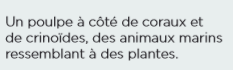 Un poulpe à côté de coraux et
de crinoïdes, des animaux marins
ressemblant à des plantes.